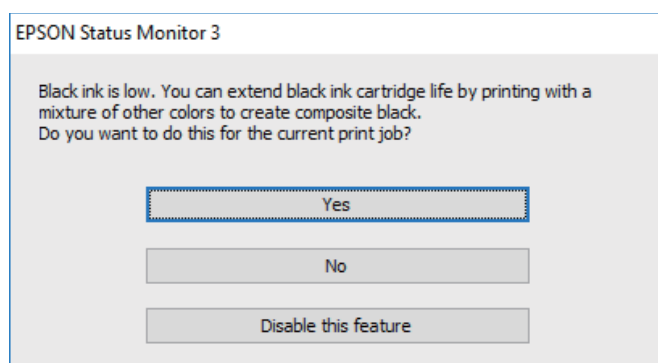 EPSON Status Monitor 3
Black ink is low. You can extend black ink cartridge life by printing with a
mixture of other colors to create composite black.
Do you want to do this for the current print job?
Yes
No
Disable this feature